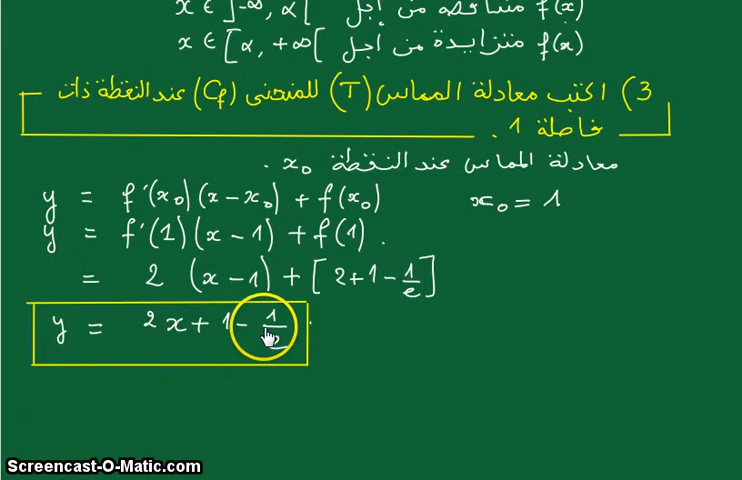 f(x) متناقصة من أجل x ∈ ]-∞, α[
f(x) متزايدة من أجل x ∈ [α, +∞[
3) اكتب معادلة المماس (T) للمنحنى (Cf) عند النقطة ذات
فاصلة 1 .
معادلة المماس عند النقطة x₀ .
y = f'(x₀)(x - x₀) + f(x₀) x₀ = 1
y = f'(1)(x - 1) + f(1) .
= 2 (x - 1) + [2 + 1 - 1/e]
y = 2x + 1 - 1/2 .
Screencast-O-Matic.com